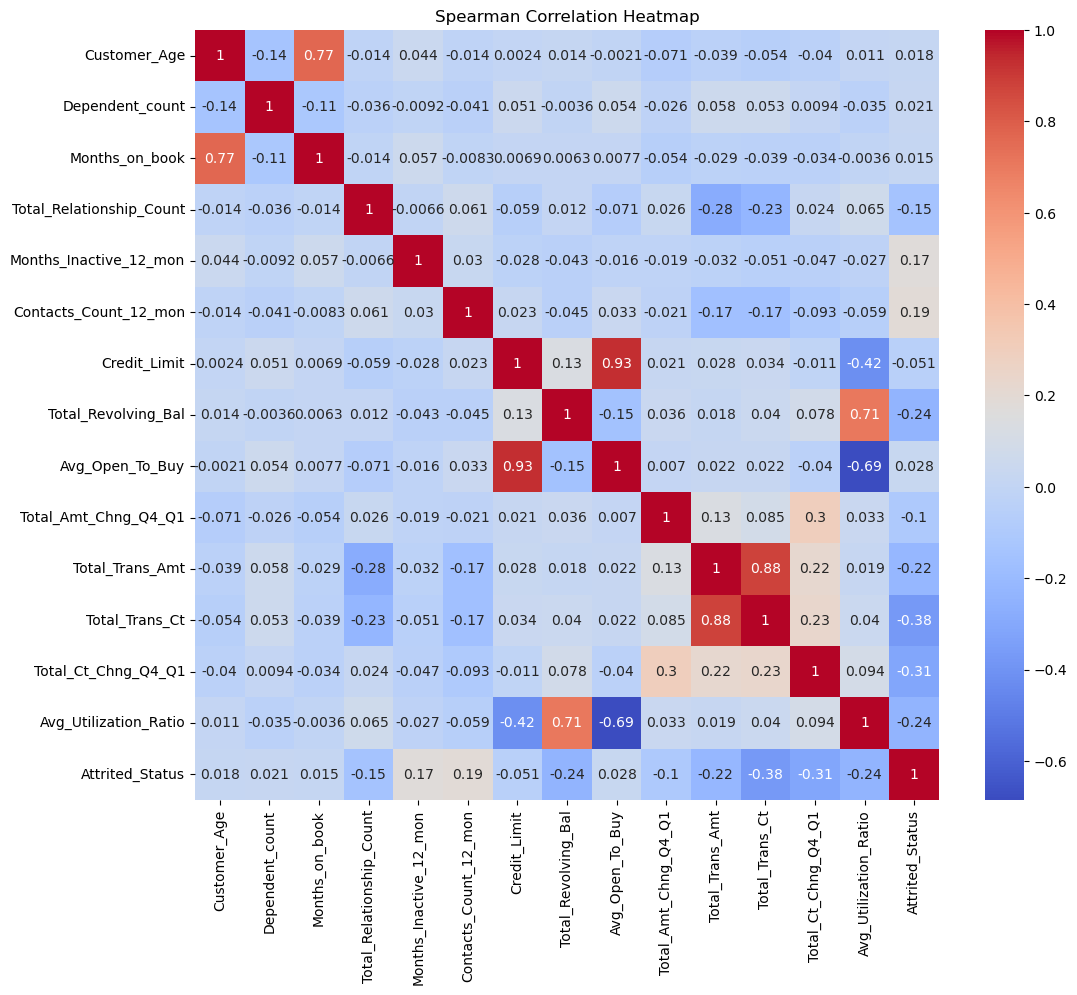 Spearman Correlation Heatmap
Customer_Age 1 -0.14 0.77 -0.014 0.044 -0.014 0.0024 0.014 -0.0021 -0.071 -0.039 -0.054 -0.04 0.011 0.018
Dependent_count -0.14 1 -0.11 -0.036 -0.0092 -0.041 0.051 -0.0036 0.054 -0.026 0.058 0.053 0.0094 -0.035 0.021
Months_on_book 0.77 -0.11 1 -0.014 0.057 -0.0083 0.0069 0.0063 0.0077 -0.054 -0.029 -0.039 -0.034 -0.0036 0.015
Total_Relationship_Count -0.014 -0.036 -0.014 1 -0.0066 0.061 -0.059 0.012 -0.071 0.026 -0.28 -0.23 0.024 0.065 -0.15
Months_Inactive_12_mon 0.044 -0.0092 0.057 -0.0066 1 0.03 -0.028 -0.043 -0.016 -0.019 -0.032 -0.051 -0.047 -0.027 0.17
Contacts_Count_12_mon -0.014 -0.041 -0.0083 0.061 0.03 1 0.023 -0.045 0.033 -0.021 -0.17 -0.17 -0.093 -0.059 0.19
Credit_Limit 0.0024 0.051 0.0069 -0.059 -0.028 0.023 1 0.13 0.93 0.021 0.028 0.034 -0.011 -0.42 -0.051
Total_Revolving_Bal 0.014 -0.0036 0.0063 0.012 -0.043 -0.045 0.13 1 -0.15 0.036 0.018 0.04 0.078 0.71 -0.24
Avg_Open_To_Buy -0.0021 0.054 0.0077 -0.071 -0.016 0.033 0.93 -0.15 1 0.007 0.022 0.022 -0.04 -0.69 0.028
Total_Amt_Chng_Q4_Q1 -0.071 -0.026 -0.054 0.026 -0.019 -0.021 0.021 0.036 0.007 1 0.13 0.085 0.3 0.033 -0.1
Total_Trans_Amt -0.039 0.058 -0.029 -0.28 -0.032 -0.17 0.028 0.018 0.022 0.13 1 0.88 0.22 0.019 -0.22
Total_Trans_Ct -0.054 0.053 -0.039 -0.23 -0.051 -0.17 0.034 0.04 0.022 0.085 0.88 1 0.23 0.04 -0.38
Total_Ct_Chng_Q4_Q1 -0.04 0.0094 -0.034 0.024 -0.047 -0.093 -0.011 0.078 -0.04 0.3 0.22 0.23 1 0.094 -0.31
Avg_Utilization_Ratio 0.011 -0.035 -0.0036 0.065 -0.027 -0.059 -0.42 0.71 -0.69 0.033 0.019 0.04 0.094 1 -0.24
Attrited_Status 0.018 0.021 0.015 -0.15 0.17 0.19 -0.051 -0.24 0.028 -0.1 -0.22 -0.38 -0.31 -0.24 1
Customer_Age
Dependent_count
Months_on_book
Total_Relationship_Count
Months_Inactive_12_mon
Contacts_Count_12_mon
Credit_Limit
Total_Revolving_Bal
Avg_Open_To_Buy
Total_Amt_Chng_Q4_Q1
Total_Trans_Amt
Total_Trans_Ct
Total_Ct_Chng_Q4_Q1
Avg_Utilization_Ratio
Attrited_Status
1.0
0.8
0.6
0.4
0.2
0.0
−0.2
−0.4
−0.6